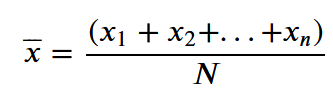 x̄ = (x₁ + x₂+...+xₙ) / N